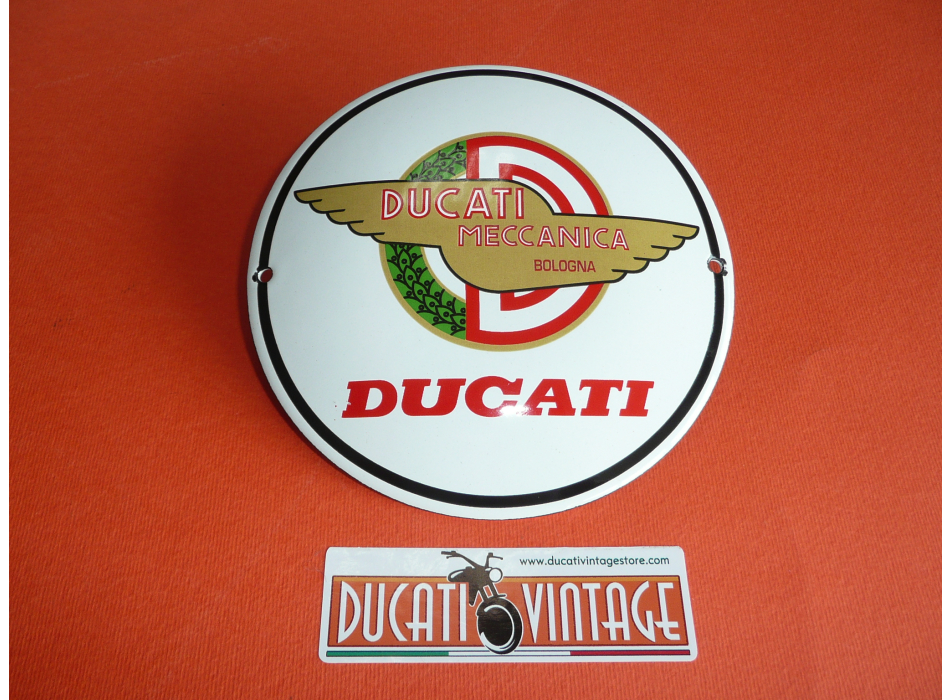 DUCATI
MECCANICA
BOLOGNA
DUCATI
www.ducativintagestore.com
DUCATI VINTAGE